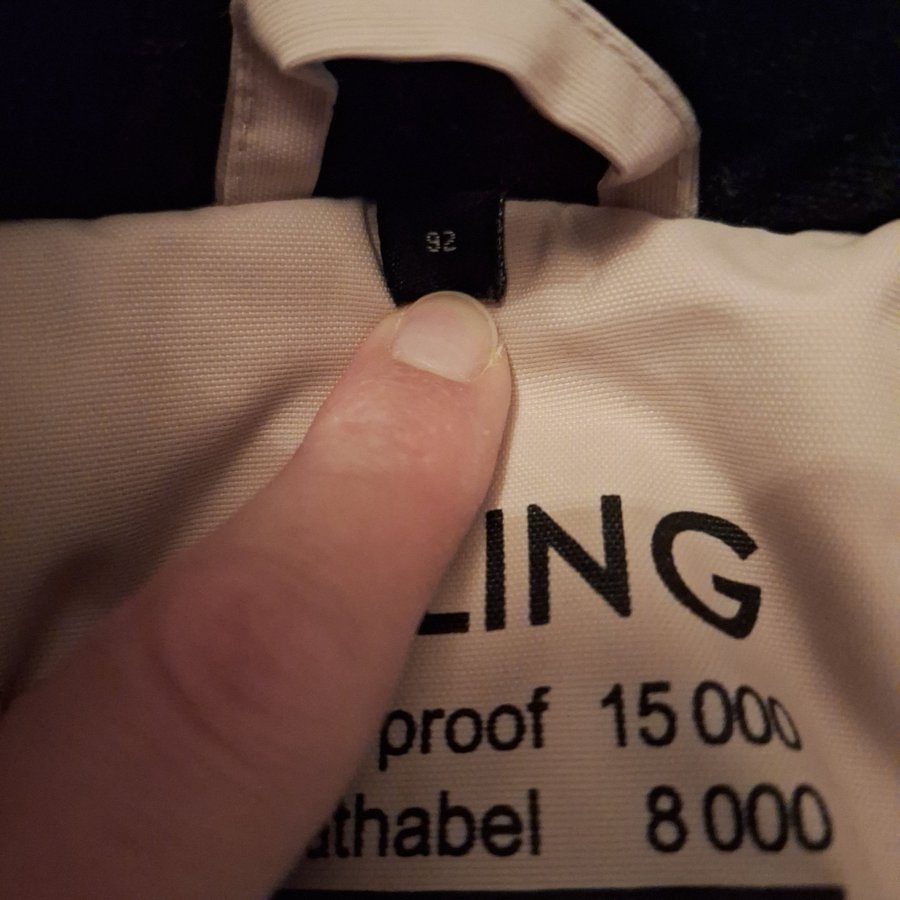 92
LING
proof 15 000
athabel 8 000